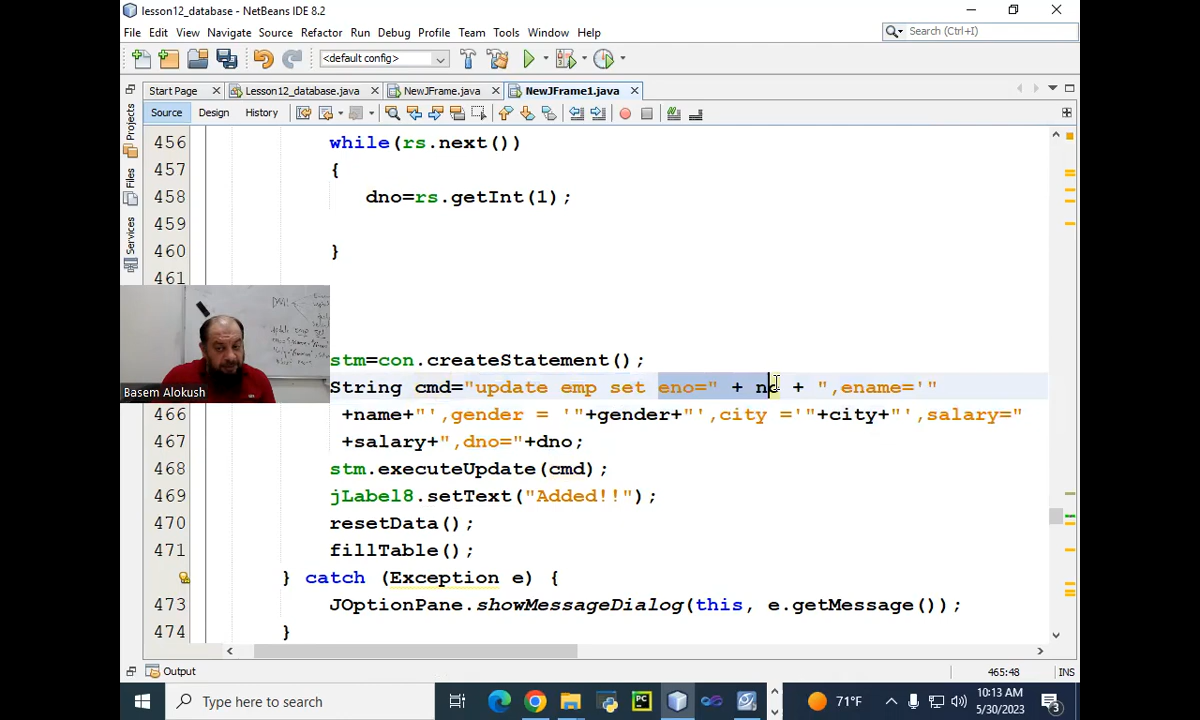 lesson12_database - NetBeans IDE 8.2
File Edit View Navigate Source Refactor Run Debug Profile Team Tools Window Help
Search (Ctrl+I)
<default config>
Start Page Lesson12_database.java NewJFrame.java NewJFrame1.java
Source Design History
Projects
Files
Services
456 while(rs.next())
457 {
458 dno=rs.getInt(1);
459
460 }
461
stm=con.createStatement();
String cmd="update emp set eno=" + no + ",ename='"
466 +name+"',gender = '"+gender+"',city ='"+city+"',salary="
+salary+",dno="+dno;
468 stm.executeUpdate(cmd);
469 jLabel8.setText("Added!!");
470 resetData();
471 fillTable();
} catch (Exception e) {
473 JOptionPane.showMessageDialog(this, e.getMessage());
474 }
Basem Alokush
Output
465:48 INS
Type here to search
PC
71°F
10:13 AM
5/30/2023
3